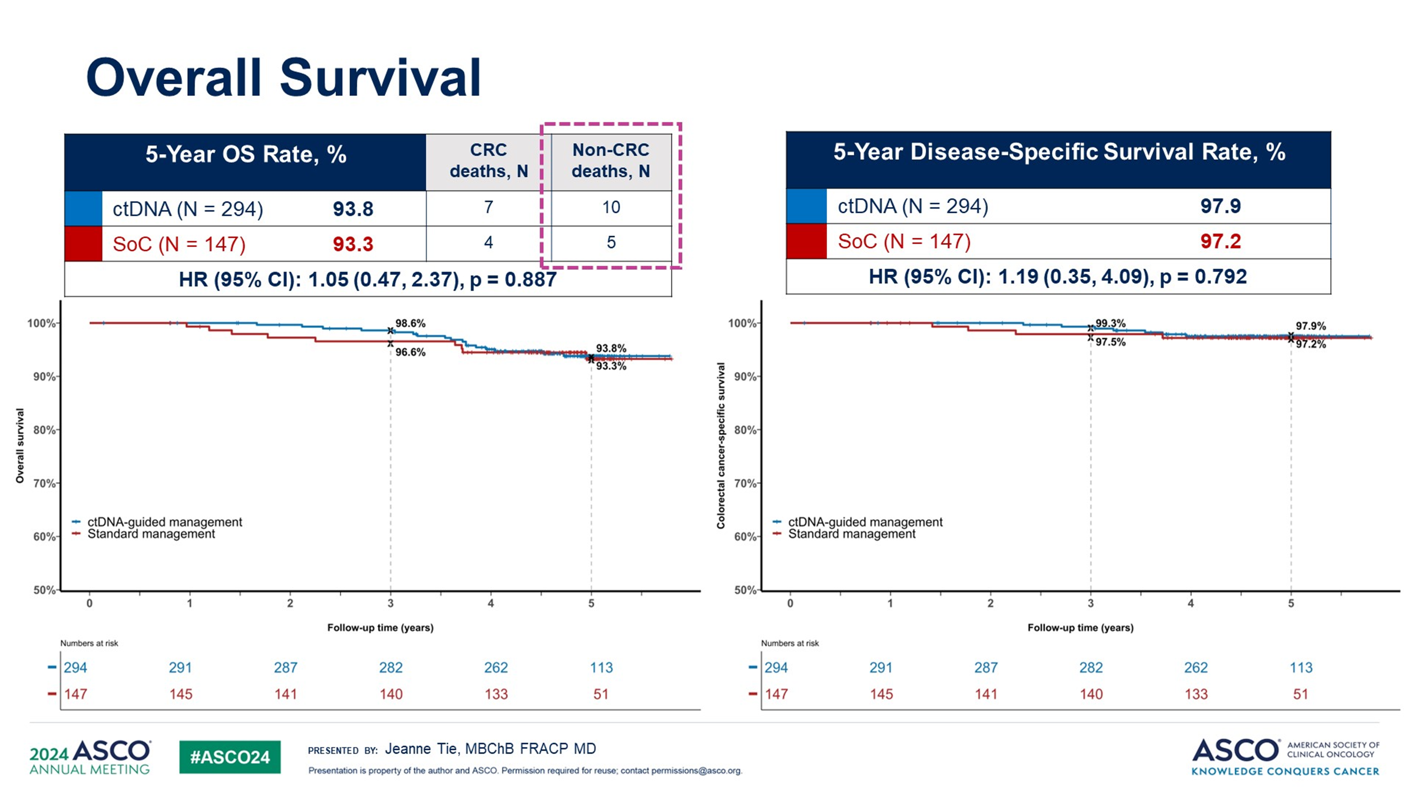 Overall Survival
5-Year OS Rate, %
CRC
deaths, N
Non-CRC
deaths, N
ctDNA (N = 294) 93.8 7 10
SoC (N = 147) 93.3 4 5
HR (95% CI): 1.05 (0.47, 2.37), p = 0.887
5-Year Disease-Specific Survival Rate, %
ctDNA (N = 294) 97.9
SoC (N = 147) 97.2
HR (95% CI): 1.19 (0.35, 4.09), p = 0.792
Overall survival
100%
90%
80%
70%
60%
50%
98.6%
96.6%
93.8%
93.3%
ctDNA-guided management
Standard management
0 1 2 3 4 5
Follow-up time (years)
Numbers at risk
294 291 287 282 262 113
147 145 141 140 133 51
Colorectal cancer-specific survival
100%
90%
80%
70%
60%
50%
99.3%
97.5%
97.9%
97.2%
ctDNA-guided management
Standard management
0 1 2 3 4 5
Follow-up time (years)
Numbers at risk
294 291 287 282 262 113
147 145 141 140 133 51
2024 ASCO®
ANNUAL MEETING
#ASCO24
PRESENTED BY: Jeanne Tie, MBChB FRACP MD
Presentation is property of the author and ASCO. Permission required for reuse; contact permissions@asco.org.
ASCO® AMERICAN SOCIETY OF
CLINICAL ONCOLOGY
KNOWLEDGE CONQUERS CANCER